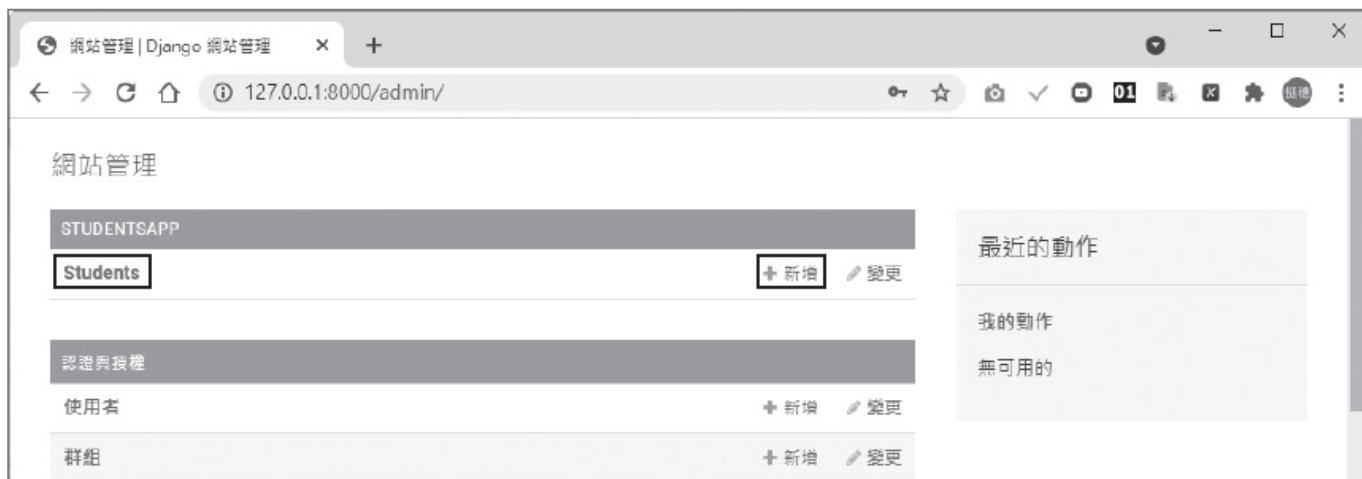 網站管理 | Django 網站管理
127.0.0.1:8000/admin/
01
網站管理
STUDENTSAPP
Students 新增 變更
認證與授權
使用者 新增 變更
群組 新增 變更
最近的動作
我的動作
無可用的